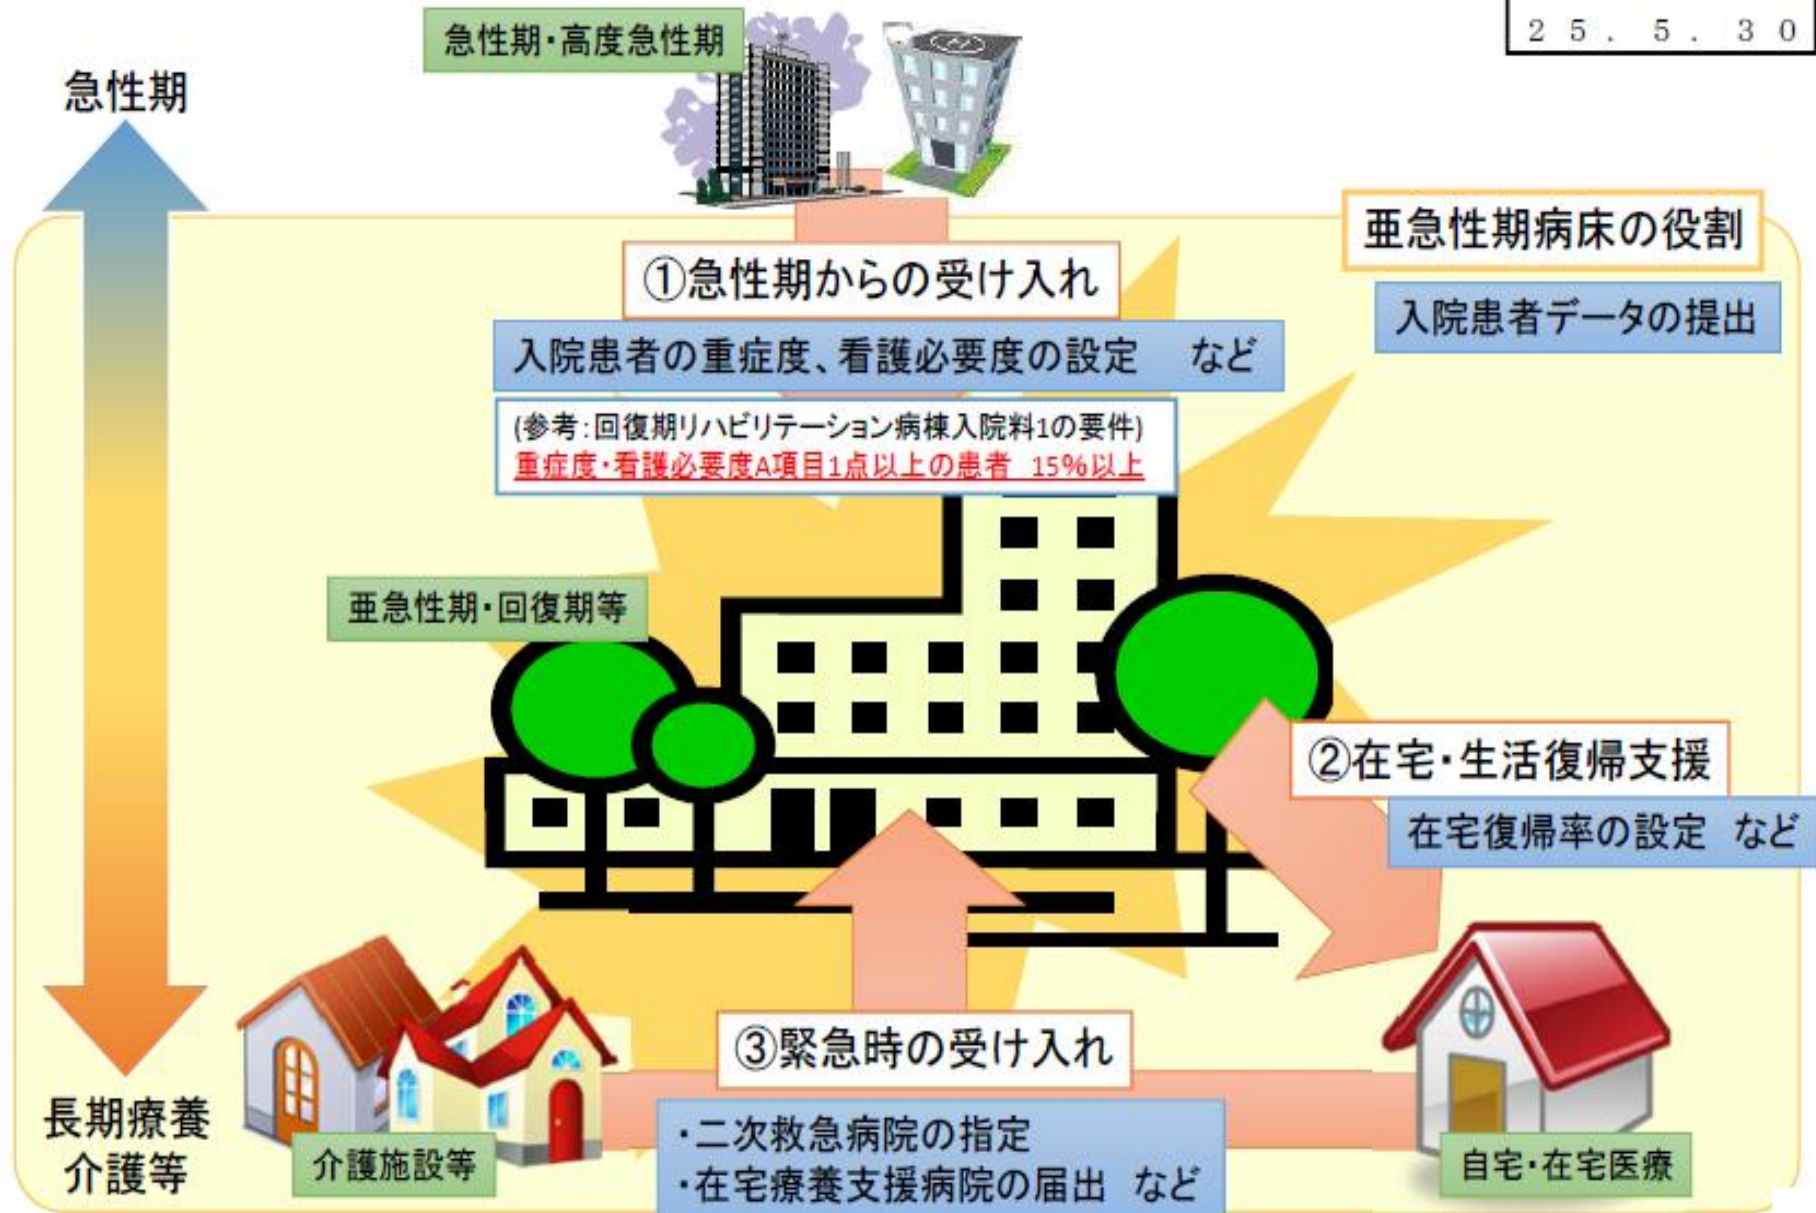 ２５．５．３０
急性期・高度急性期
急性期
亜急性期病床の役割
入院患者データの提出
①急性期からの受け入れ
入院患者の重症度、看護必要度の設定　など
(参考：回復期リハビリテーション病棟入院料1の要件)
重症度・看護必要度A項目1点以上の患者　15%以上
亜急性期・回復期等
②在宅・生活復帰支援
在宅復帰率の設定　など
③緊急時の受け入れ
・二次救急病院の指定
・在宅療養支援病院の届出　など
長期療養
介護等
介護施設等
自宅・在宅医療